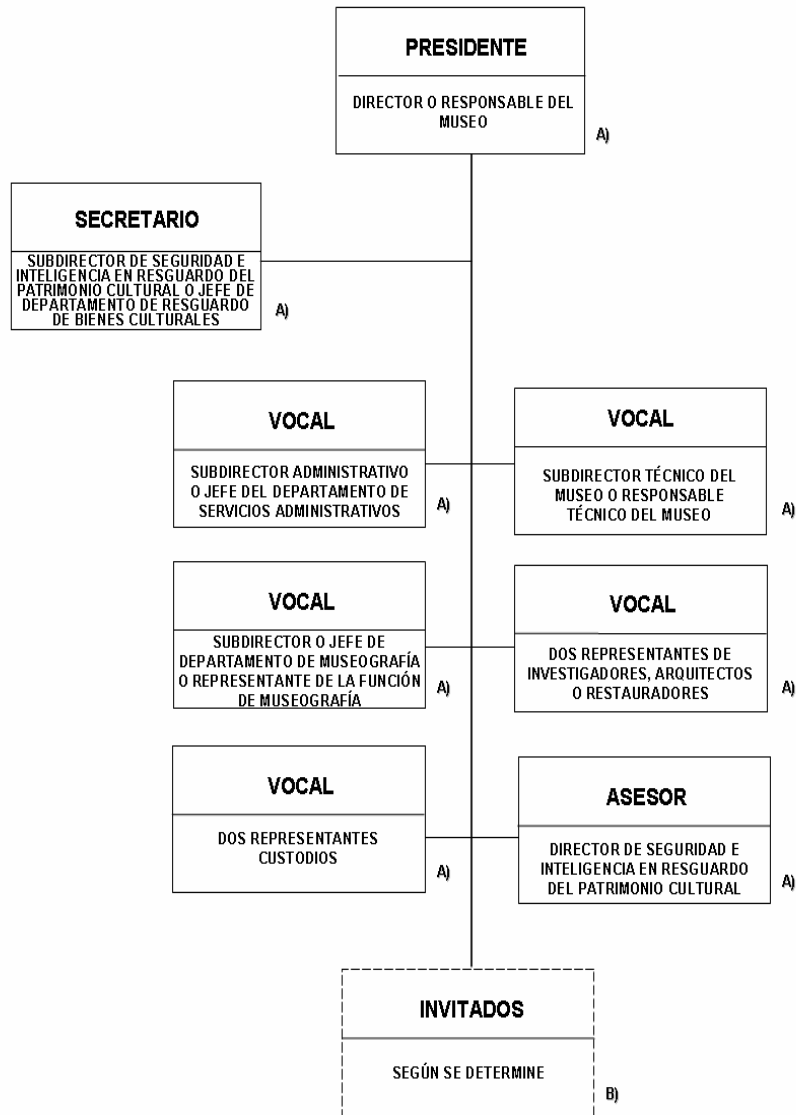 PRESIDENTE
DIRECTOR O RESPONSABLE DEL
MUSEO
A)
SECRETARIO
SUBDIRECTOR DE SEGURIDAD E
INTELIGENCIA EN RESGUARDO DEL
PATRIMONIO CULTURAL O JEFE DE
DEPARTAMENTO DE RESGUARDO
DE BIENES CULTURALES
A)
VOCAL
SUBDIRECTOR ADMINISTRATIVO
O JEFE DEL DEPARTAMENTO DE
SERVICIOS ADMINISTRATIVOS
A)
VOCAL
SUBDIRECTOR TÉCNICO DEL
MUSEO O RESPONSABLE
TÉCNICO DEL MUSEO
A)
VOCAL
SUBDIRECTOR O JEFE DE
DEPARTAMENTO DE MUSEOGRAFÍA
O REPRESENTANTE DE LA FUNCIÓN
DE MUSEOGRAFÍA
A)
VOCAL
DOS REPRESENTANTES DE
INVESTIGADORES, ARQUITECTOS
O RESTAURADORES
A)
VOCAL
DOS REPRESENTANTES
CUSTODIOS
A)
ASESOR
DIRECTOR DE SEGURIDAD E
INTELIGENCIA EN RESGUARDO
DEL PATRIMONIO CULTURAL
A)
INVITADOS
SEGÚN SE DETERMINE
B)